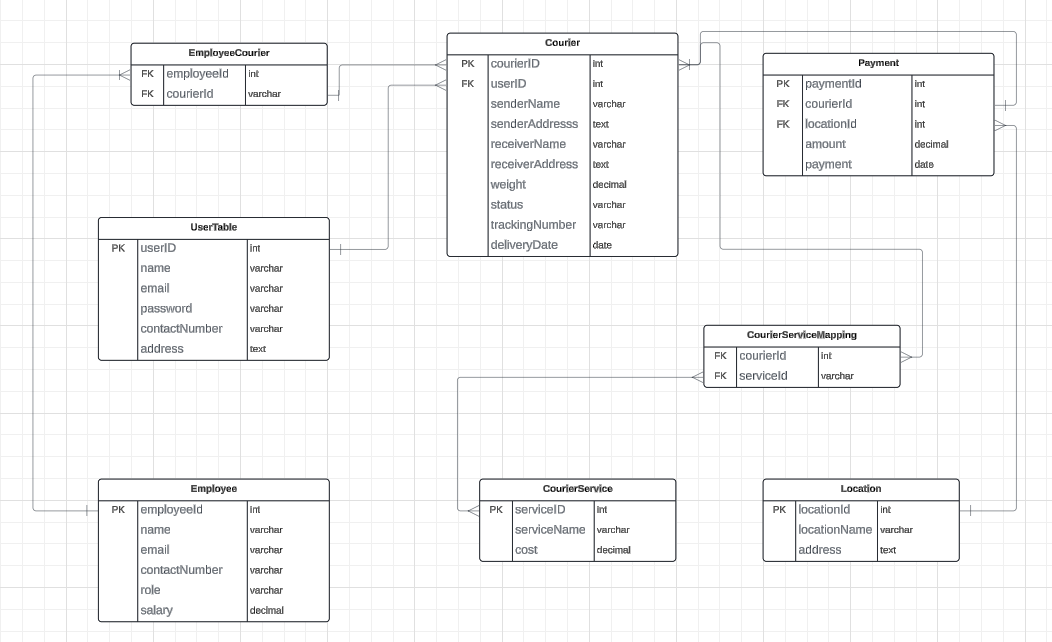 EmployeeCourier
FK employeeId int
FK courierId varchar
Courier
PK courierID int
FK userID int
senderName varchar
senderAddresss text
receiverName varchar
receiverAddress text
weight decimal
status varchar
trackingNumber varchar
deliveryDate date
Payment
PK paymentId int
FK courierId int
FK locationId int
amount decimal
payment date
UserTable
PK userID int
name varchar
email varchar
password varchar
contactNumber varchar
address text
CourierServiceMapping
FK courierId int
FK serviceId varchar
Employee
PK employeeId int
name varchar
email varchar
contactNumber varchar
role varchar
salary decimal
CourierService
PK serviceID int
serviceName varchar
cost decimal
Location
PK locationId int
locationName varchar
address text